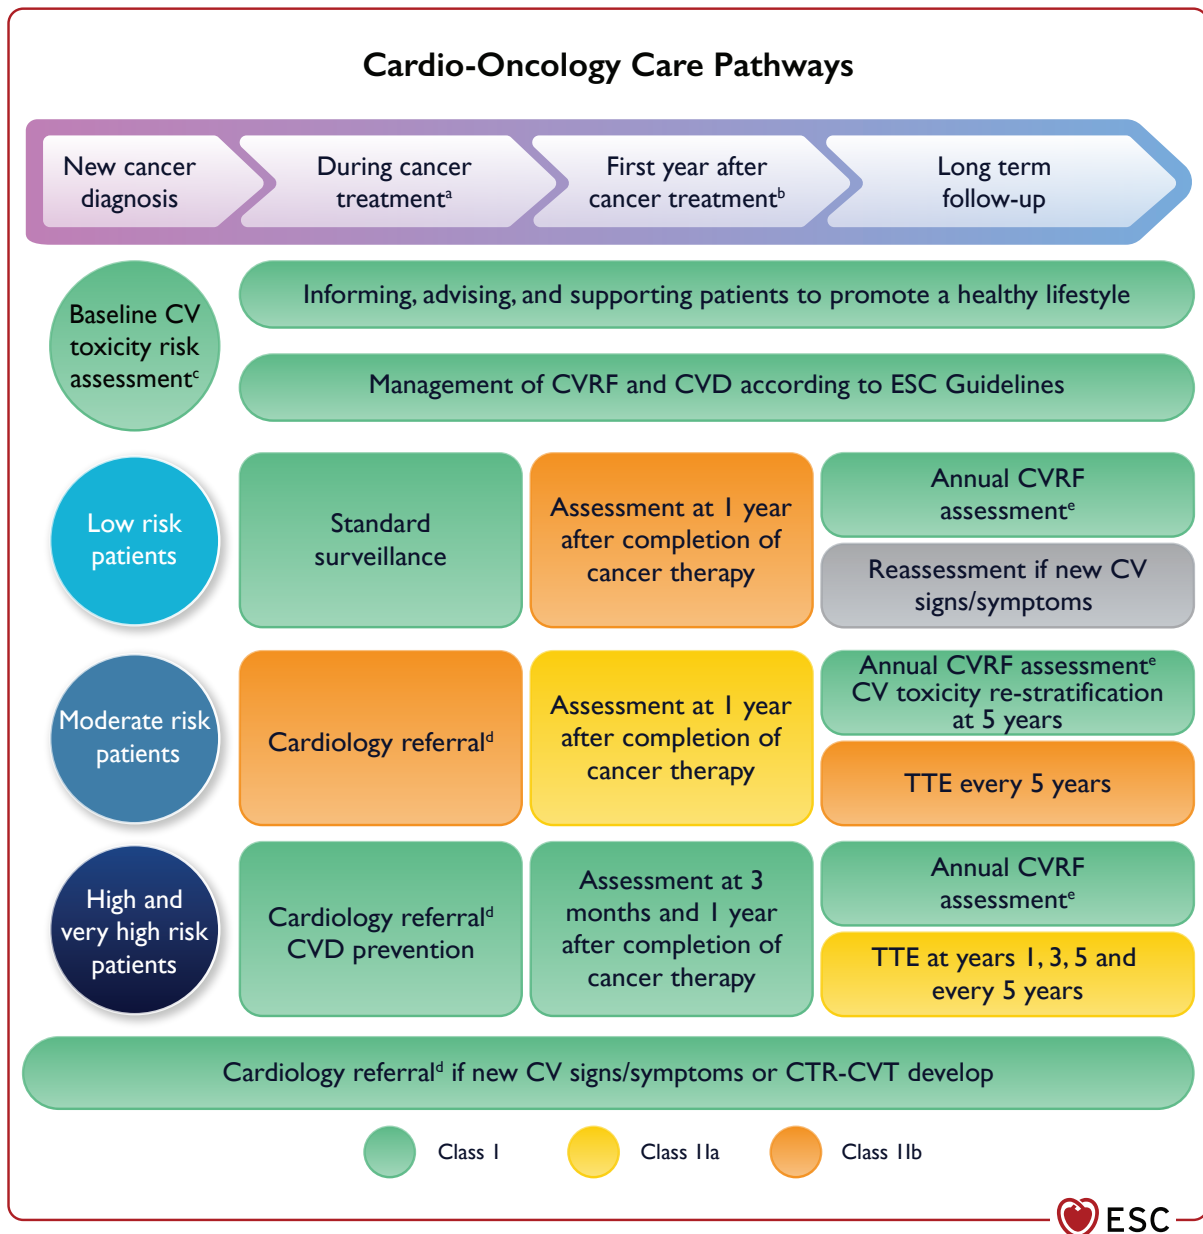 Cardio-Oncology Care Pathways
New cancer
diagnosis
During cancer
treatmentᵃ
First year after
cancer treatmentᵇ
Long term
follow-up
Baseline CV
toxicity risk
assessmentᶜ
Informing, advising, and supporting patients to promote a healthy lifestyle
Management of CVRF and CVD according to ESC Guidelines
Low risk
patients
Standard
surveillance
Assessment at 1 year
after completion of
cancer therapy
Annual CVRF
assessmentᵉ
Reassessment if new CV
signs/symptoms
Moderate risk
patients
Cardiology referralᵈ
Assessment at 1 year
after completion of
cancer therapy
Annual CVRF assessmentᵉ
CV toxicity re-stratification
at 5 years
TTE every 5 years
High and
very high risk
patients
Cardiology referralᵈ
CVD prevention
Assessment at 3
months and 1 year
after completion of
cancer therapy
Annual CVRF
assessmentᵉ
TTE at years 1, 3, 5 and
every 5 years
Cardiology referralᵈ if new CV signs/symptoms or CTR-CVT develop
Class I
Class IIa
Class IIb
ESC